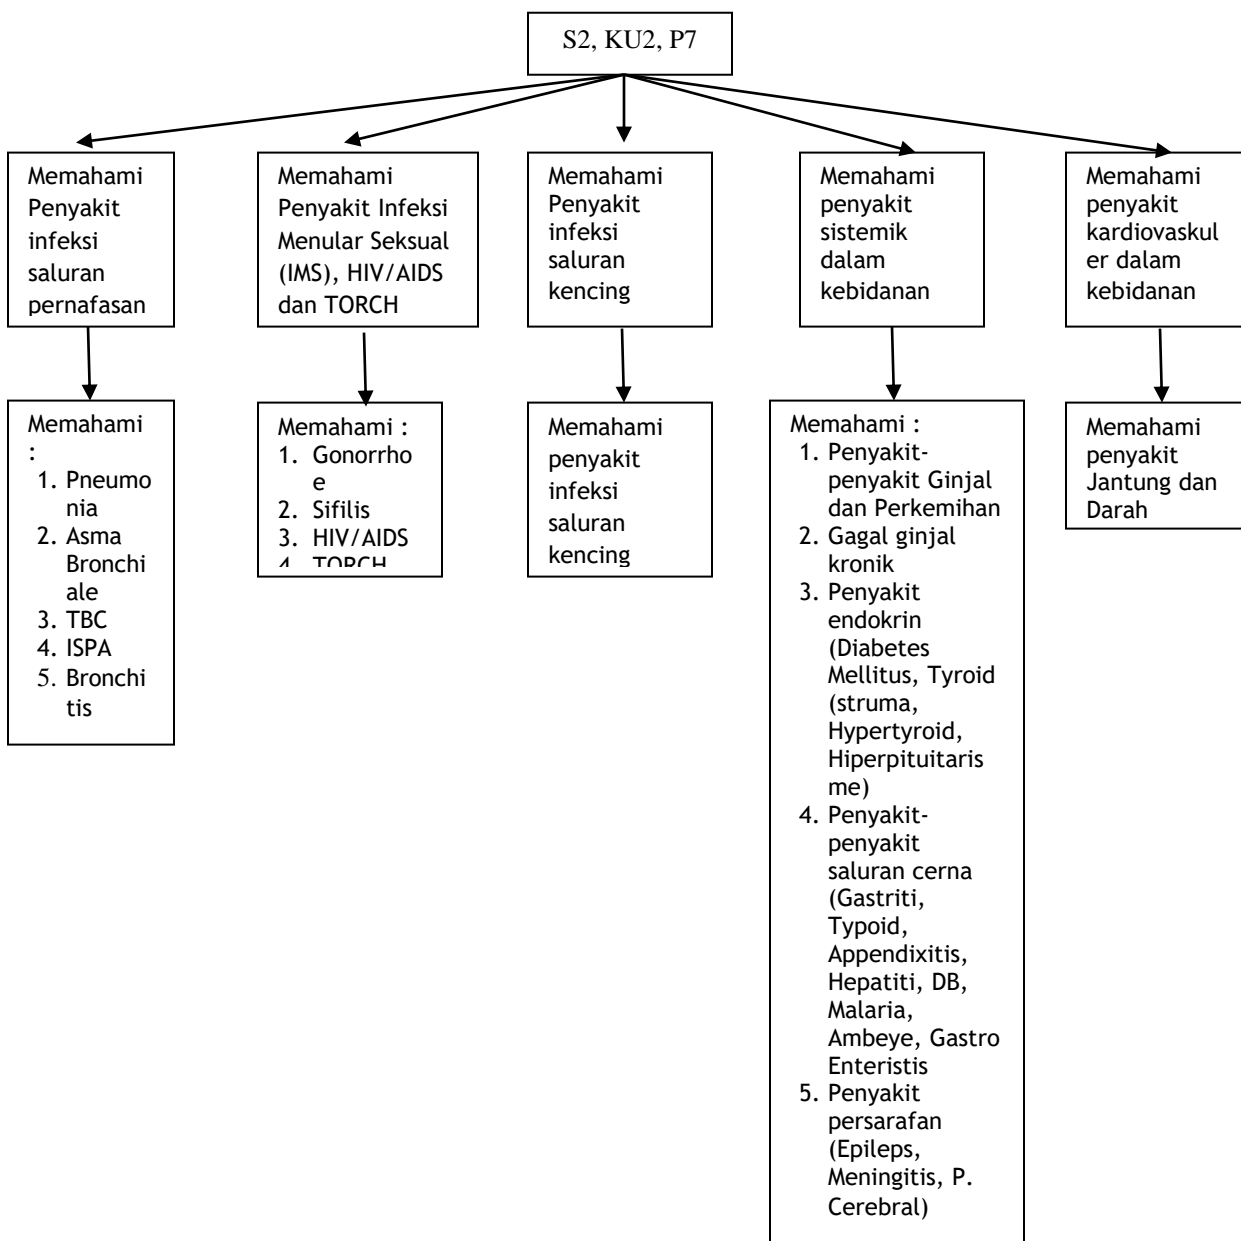 S2, KU2, P7
Memahami
Penyakit
infeksi
saluran
pernafasan
Memahami
Penyakit Infeksi
Menular Seksual
(IMS), HIV/AIDS
dan TORCH
Memahami
Penyakit
infeksi
saluran
kencing
Memahami
penyakit
sistemik
dalam
kebidanan
Memahami
penyakit
kardiovaskul
er dalam
kebidanan
Memahami
:
1. Pneumo
nia
2. Asma
Bronchi
ale
3. TBC
4. ISPA
5. Bronchi
tis
Memahami :
1. Gonorrho
e
2. Sifilis
3. HIV/AIDS
4. TORCH
Memahami
penyakit
infeksi
saluran
kencing
Memahami :
1. Penyakit-
penyakit Ginjal
dan Perkemihan
2. Gagal ginjal
kronik
3. Penyakit
endokrin
(Diabetes
Mellitus, Tyroid
(struma,
Hypertyroid,
Hiperpituitaris
me)
4. Penyakit-
penyakit
saluran cerna
(Gastriti,
Typoid,
Appendixitis,
Hepatiti, DB,
Malaria,
Ambeye, Gastro
Enteristis
5. Penyakit
persarafan
(Epileps,
Meningitis, P.
Cerebral)
Memahami
penyakit
Jantung dan
Darah